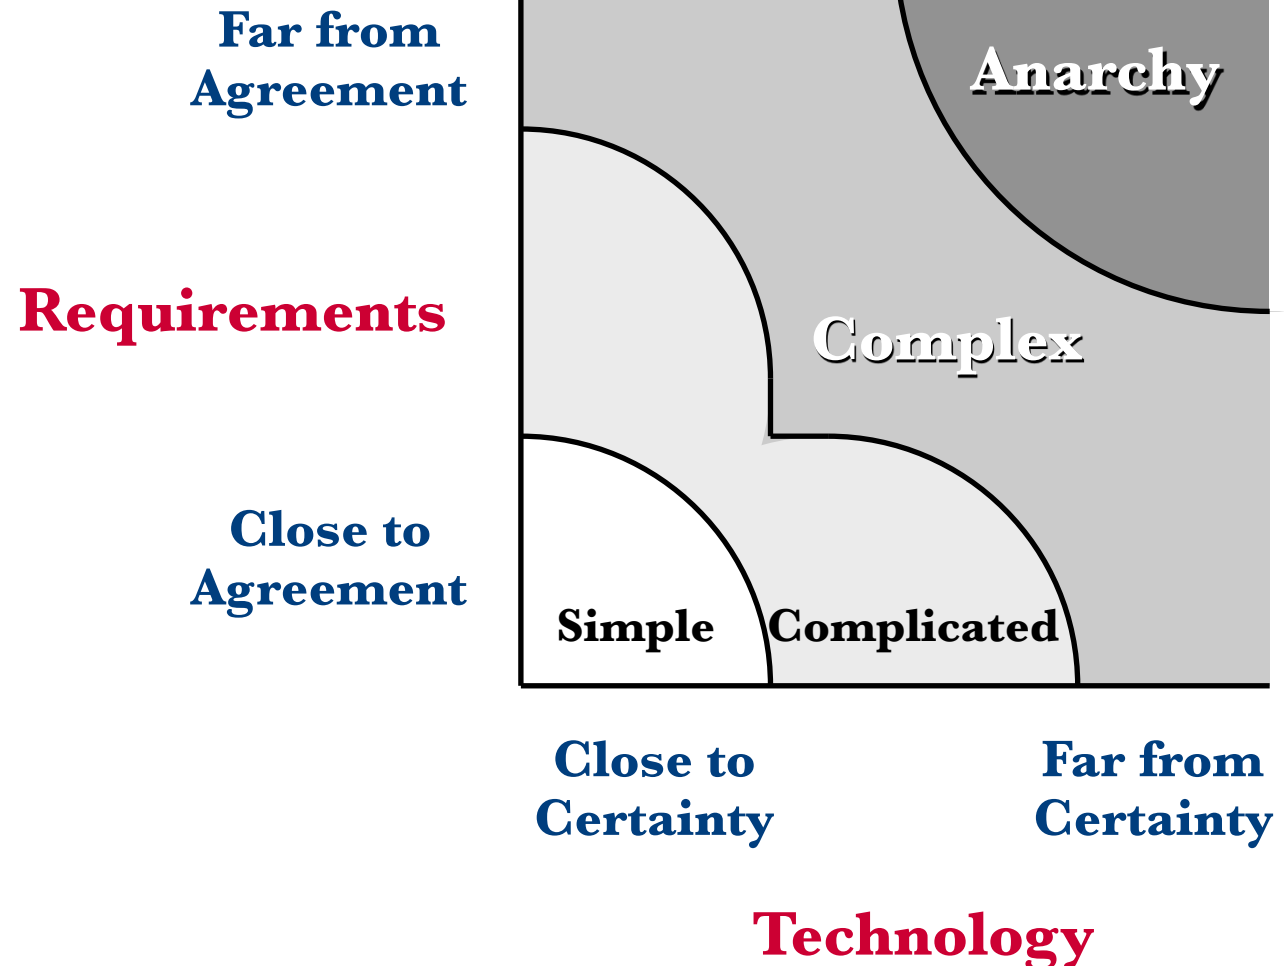 Far from
Agreement
Anarchy
Requirements
Complex
Close to
Agreement
Simple
Complicated
Close to
Certainty
Far from
Certainty
Technology